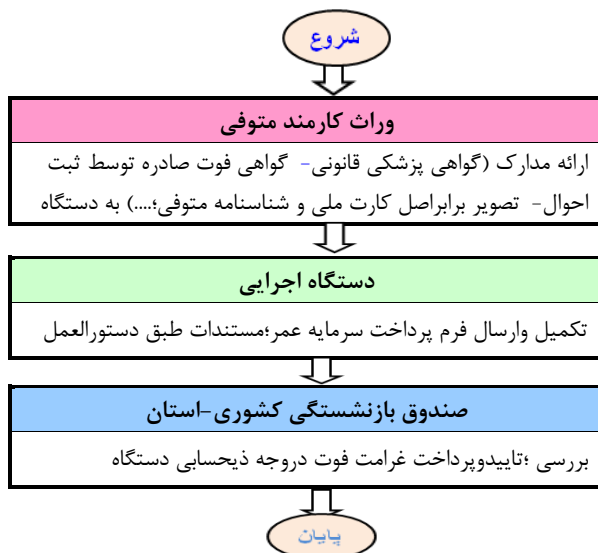 شروع
وراث کارمند متوفی
ارائه مدارک (گواهی پزشکی قانونی- گواهی فوت صادره توسط ثبت
احوال- تصویر برابراصل کارت ملی و شناسنامه متوفی؛....) به دستگاه
دستگاه اجرایی
تکمیل وارسال فرم پرداخت سرمایه عمر؛مستندات طبق دستورالعمل
صندوق بازنشستگی کشوری-استان
بررسی ؛تاییدوپرداخت غرامت فوت دروجه ذیحسابی دستگاه
پایان